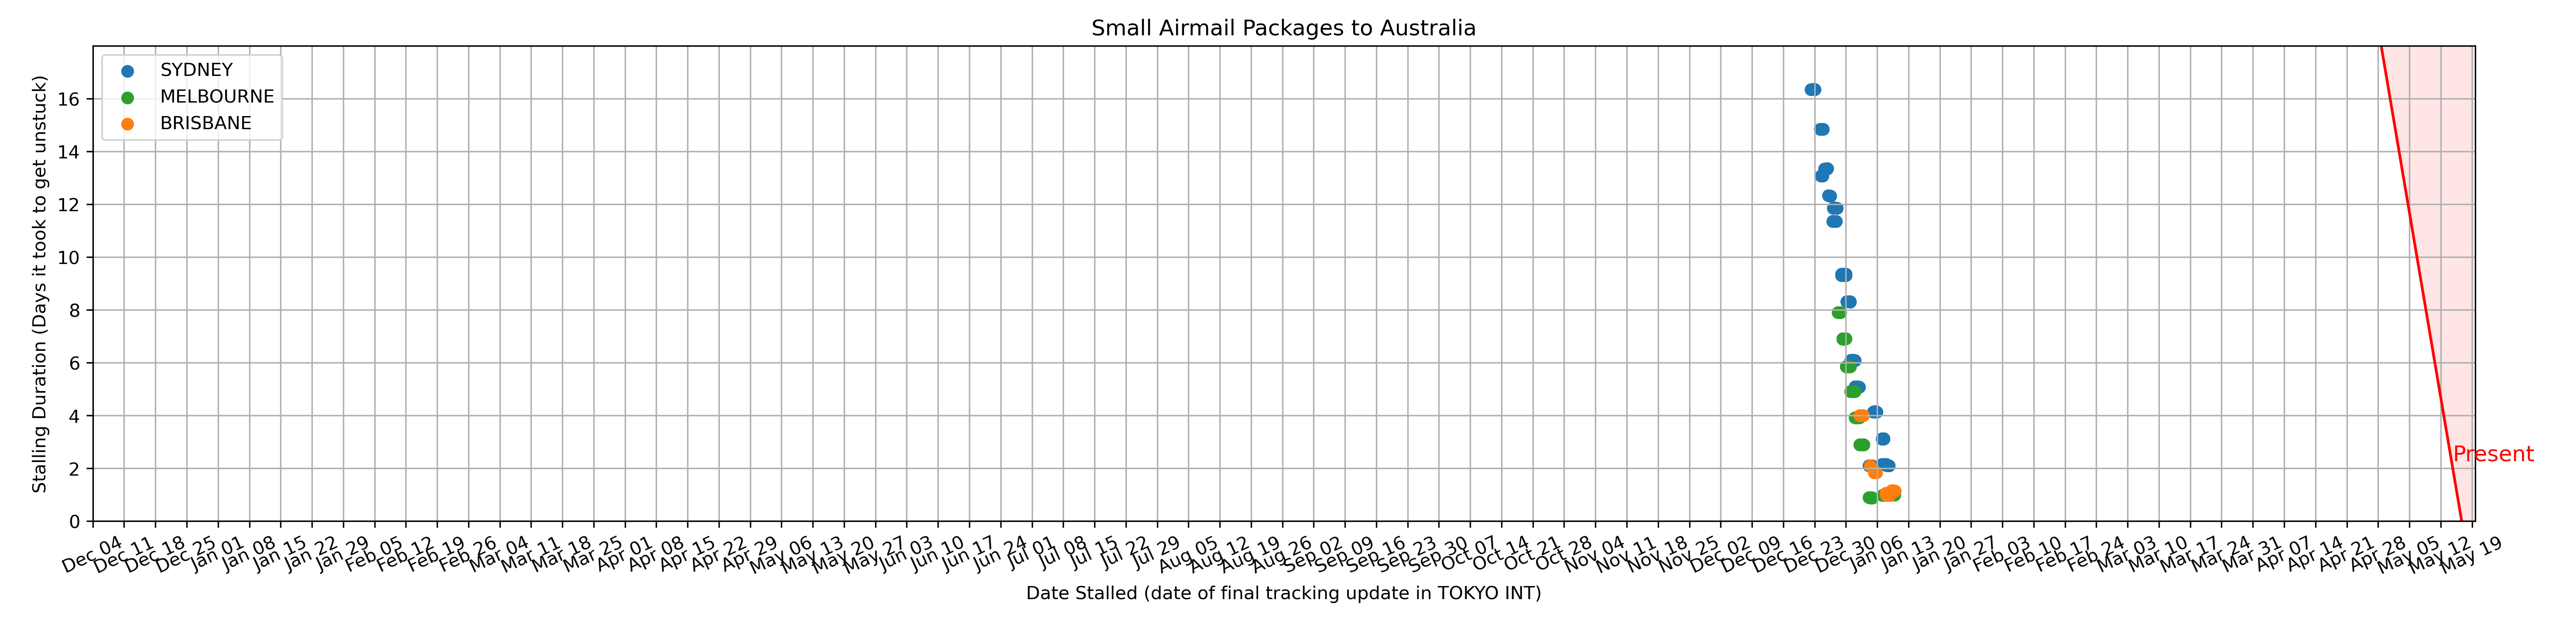 Small Airmail Packages to Australia
SYDNEY
MELBOURNE
BRISBANE
Stalling Duration (Days it took to get unstuck)
16
14
12
10
8
6
4
2
0
Present
Dec 04 Dec 11 Dec 18 Dec 25 Jan 01 Jan 08 Jan 15 Jan 22 Jan 29 Feb 05 Feb 12 Feb 19 Feb 26 Mar 04 Mar 11 Mar 18 Mar 25 Apr 01 Apr 08 Apr 15 Apr 22 Apr 29 May 06 May 13 May 20 May 27 Jun 03 Jun 10 Jun 17 Jun 24 Jul 01 Jul 08 Jul 15 Jul 22 Jul 29 Aug 05 Aug 12 Aug 19 Aug 26 Sep 02 Sep 09 Sep 16 Sep 23 Sep 30 Oct 07 Oct 14 Oct 21 Oct 28 Nov 04 Nov 11 Nov 18 Nov 25 Dec 02 Dec 09 Dec 16 Dec 23 Dec 30 Jan 06 Jan 13 Jan 20 Jan 27 Feb 03 Feb 10 Feb 17 Feb 24 Mar 03 Mar 10 Mar 17 Mar 24 Mar 31 Apr 07 Apr 14 Apr 21 Apr 28 May 05 May 12 May 19
Date Stalled (date of final tracking update in TOKYO INT)